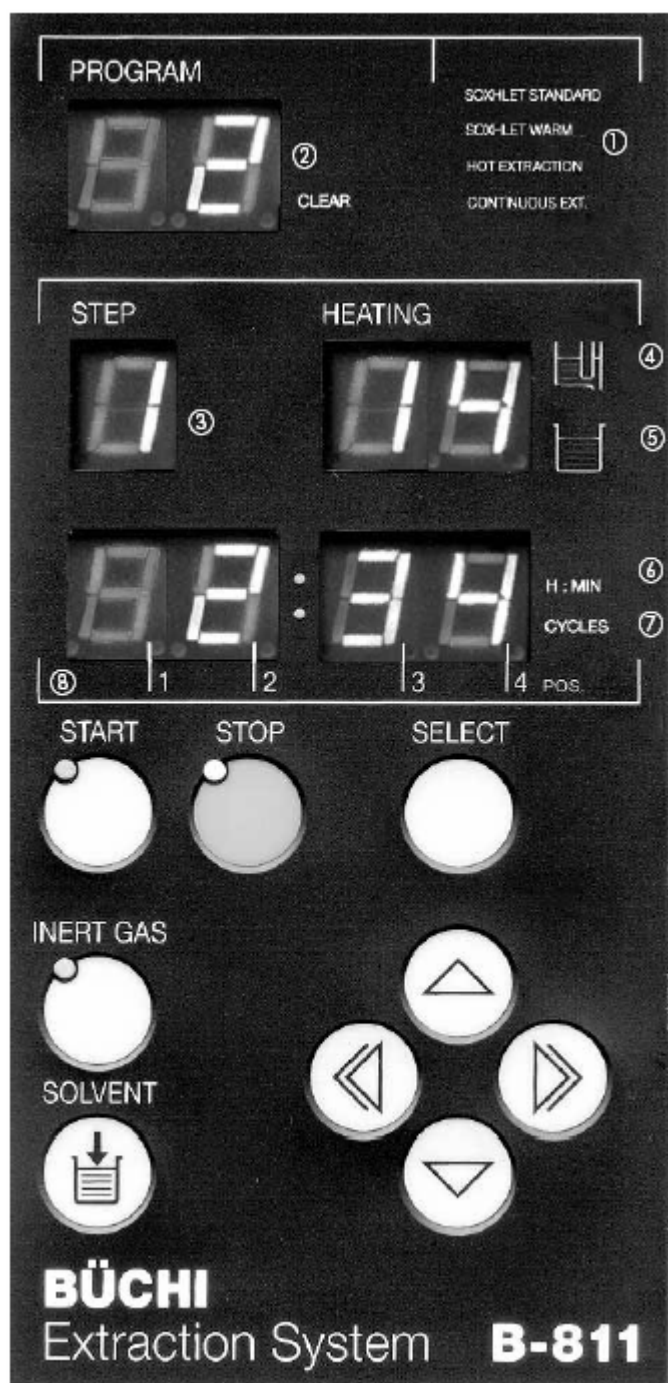 PROGRAM
SOXHLET STANDARD
SOXHLET WARM
①
2
②
HOT EXTRACTION
CLEAR
CONTINUOUS EXT.
STEP
HEATING
④
1
③
14
⑤
2:34
H : MIN
⑥
CYCLES
⑦
⑧ 1 2 3 4 POS.
START STOP SELECT
INERT GAS
SOLVENT
BÜCHI
Extraction System B-811